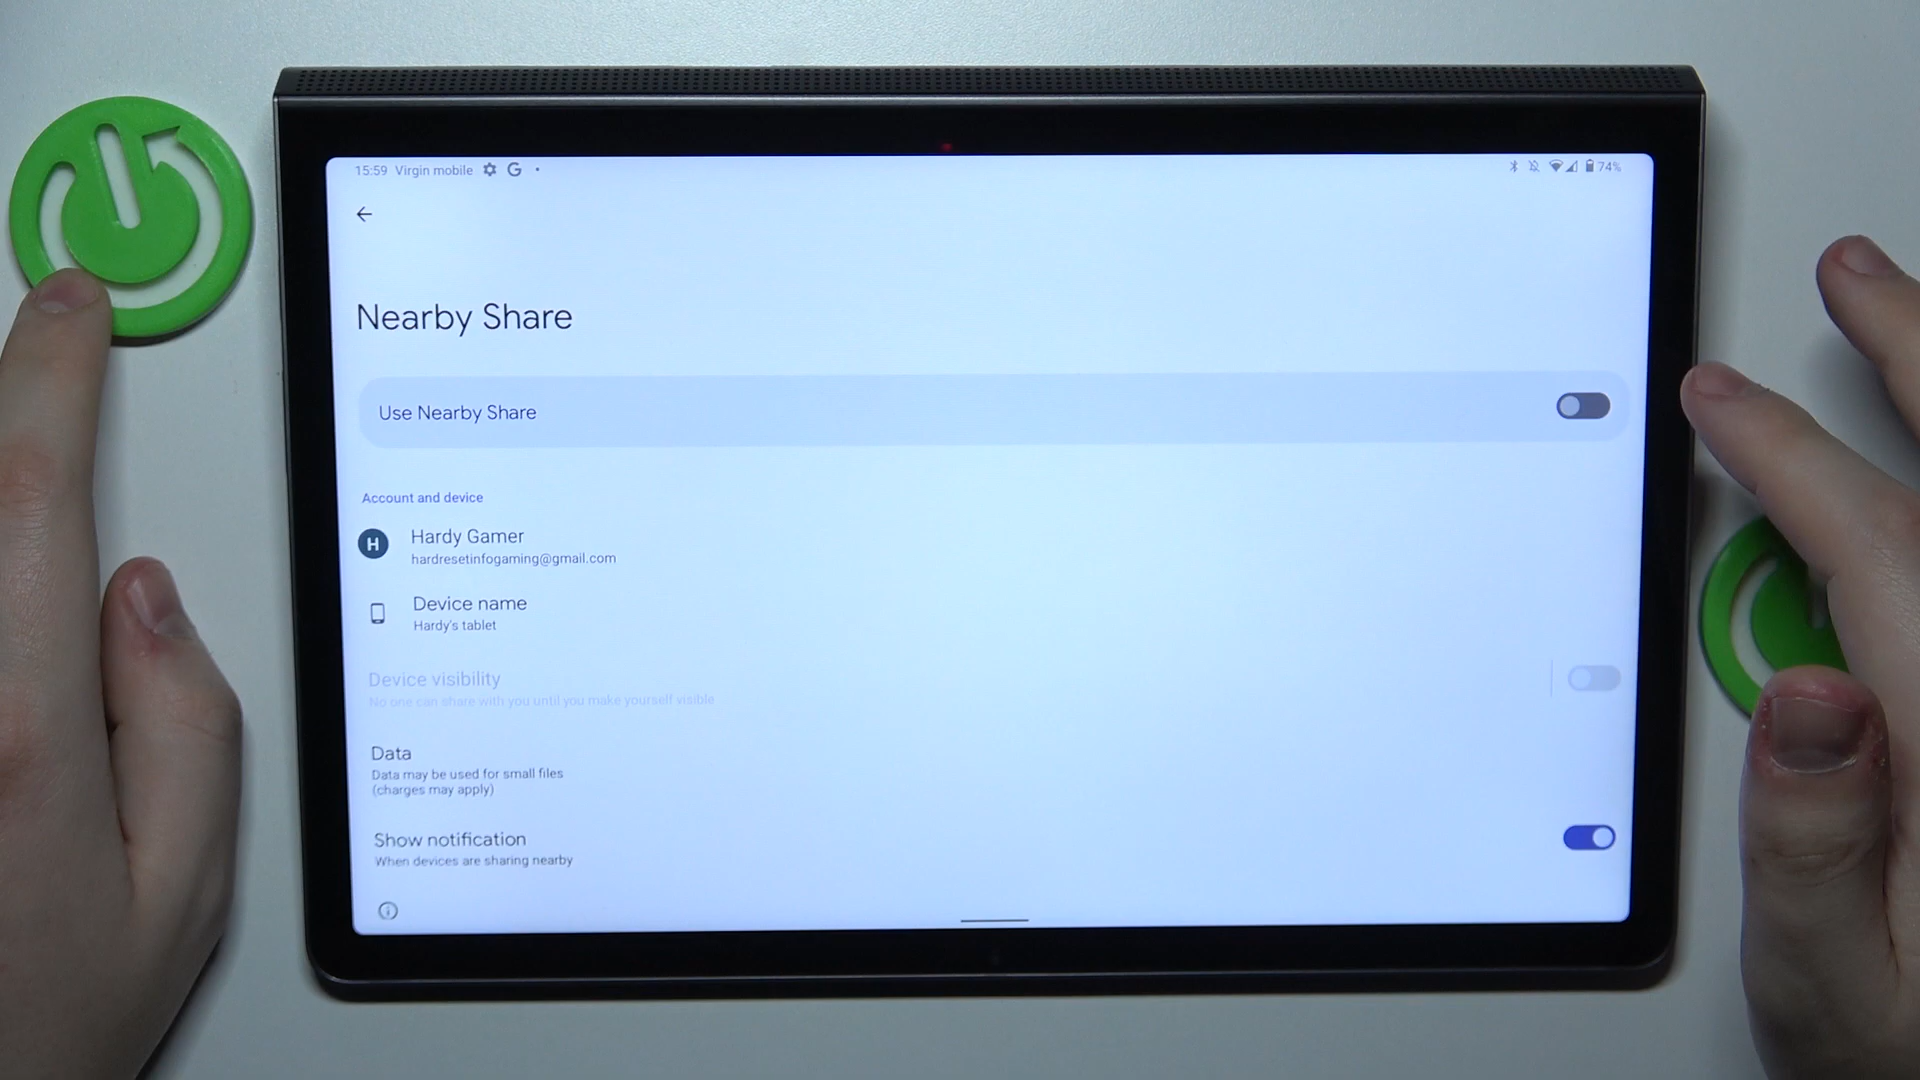 15:59 Virgin mobile G
74%
Nearby Share
Use Nearby Share
Account and device
H
Hardy Gamer
hardresetinfogaming@gmail.com
Device name
Hardy's tablet
Device visibility
No one can share with you until you make yourself visible
Data
Data may be used for small files
(charges may apply)
Show notification
When devices are sharing nearby